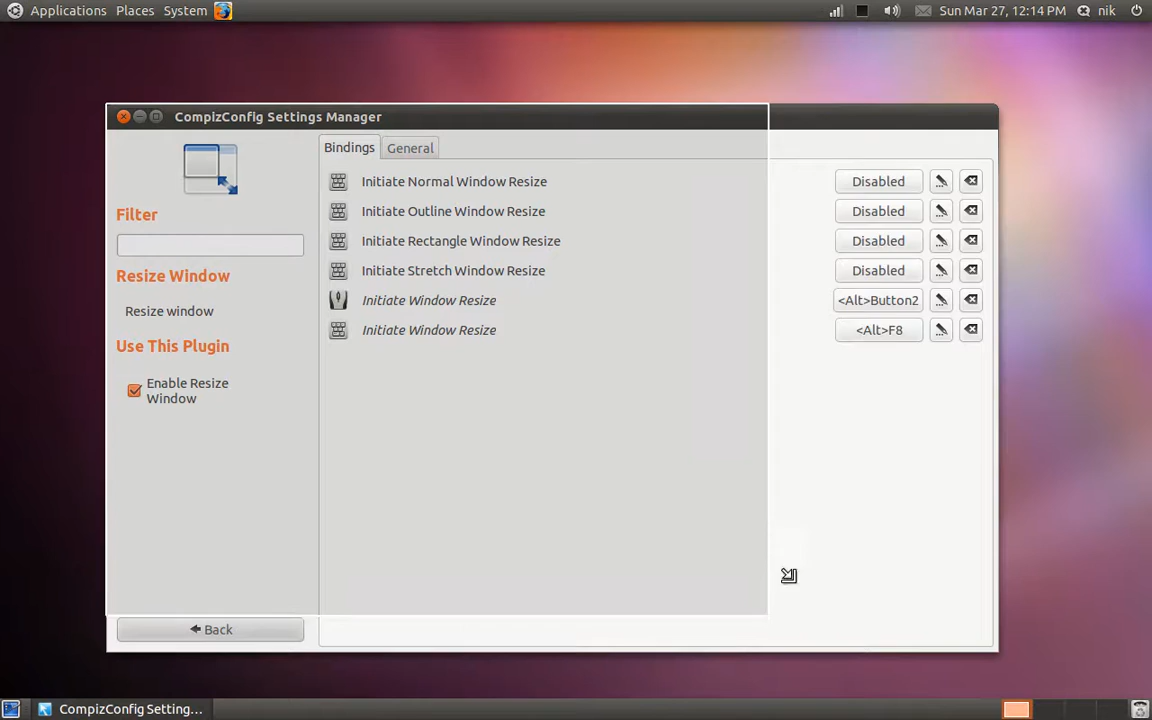 Applications Places System Sun Mar 27, 12:14 PM nik
CompizConfig Settings Manager
Bindings General
Filter
Resize Window
Resize window
Use This Plugin
Enable Resize
Window
Back
Initiate Normal Window Resize Disabled
Initiate Outline Window Resize Disabled
Initiate Rectangle Window Resize Disabled
Initiate Stretch Window Resize Disabled
Initiate Window Resize <Alt>Button2
Initiate Window Resize <Alt>F8
CompizConfig Setting...